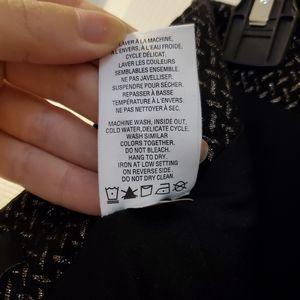 LAVER À LA MACHINE,
À L'ENVERS, À L'EAU FROIDE,
CYCLE DÉLICAT.
LAVER LES COULEURS
SEMBLABLES ENSEMBLE.
NE PAS JAVELLISER.
SUSPENDRE POUR SÉCHER.
REPASSER À BASSE
TEMPÉRATURE À L'ENVERS.
NE PAS NETTOYER À SEC.
MACHINE WASH, INSIDE OUT,
COLD WATER, DELICATE CYCLE.
WASH SIMILAR
COLORS TOGETHER.
DO NOT BLEACH.
HANG TO DRY.
IRON AT LOW SETTING
ON REVERSE SIDE.
DO NOT DRY CLEAN.